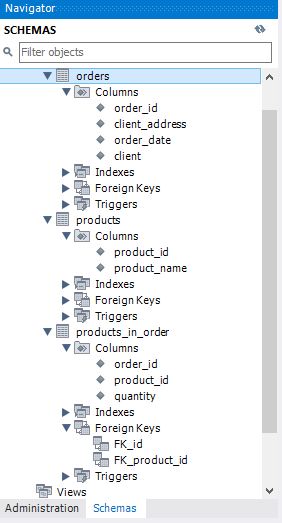 Navigator
SCHEMAS
Filter objects
orders
Columns
order_id
client_address
order_date
client
Indexes
Foreign Keys
Triggers
products
Columns
product_id
product_name
Indexes
Foreign Keys
Triggers
products_in_order
Columns
order_id
product_id
quantity
Indexes
Foreign Keys
FK_id
FK_product_id
Triggers
Views
Administration Schemas